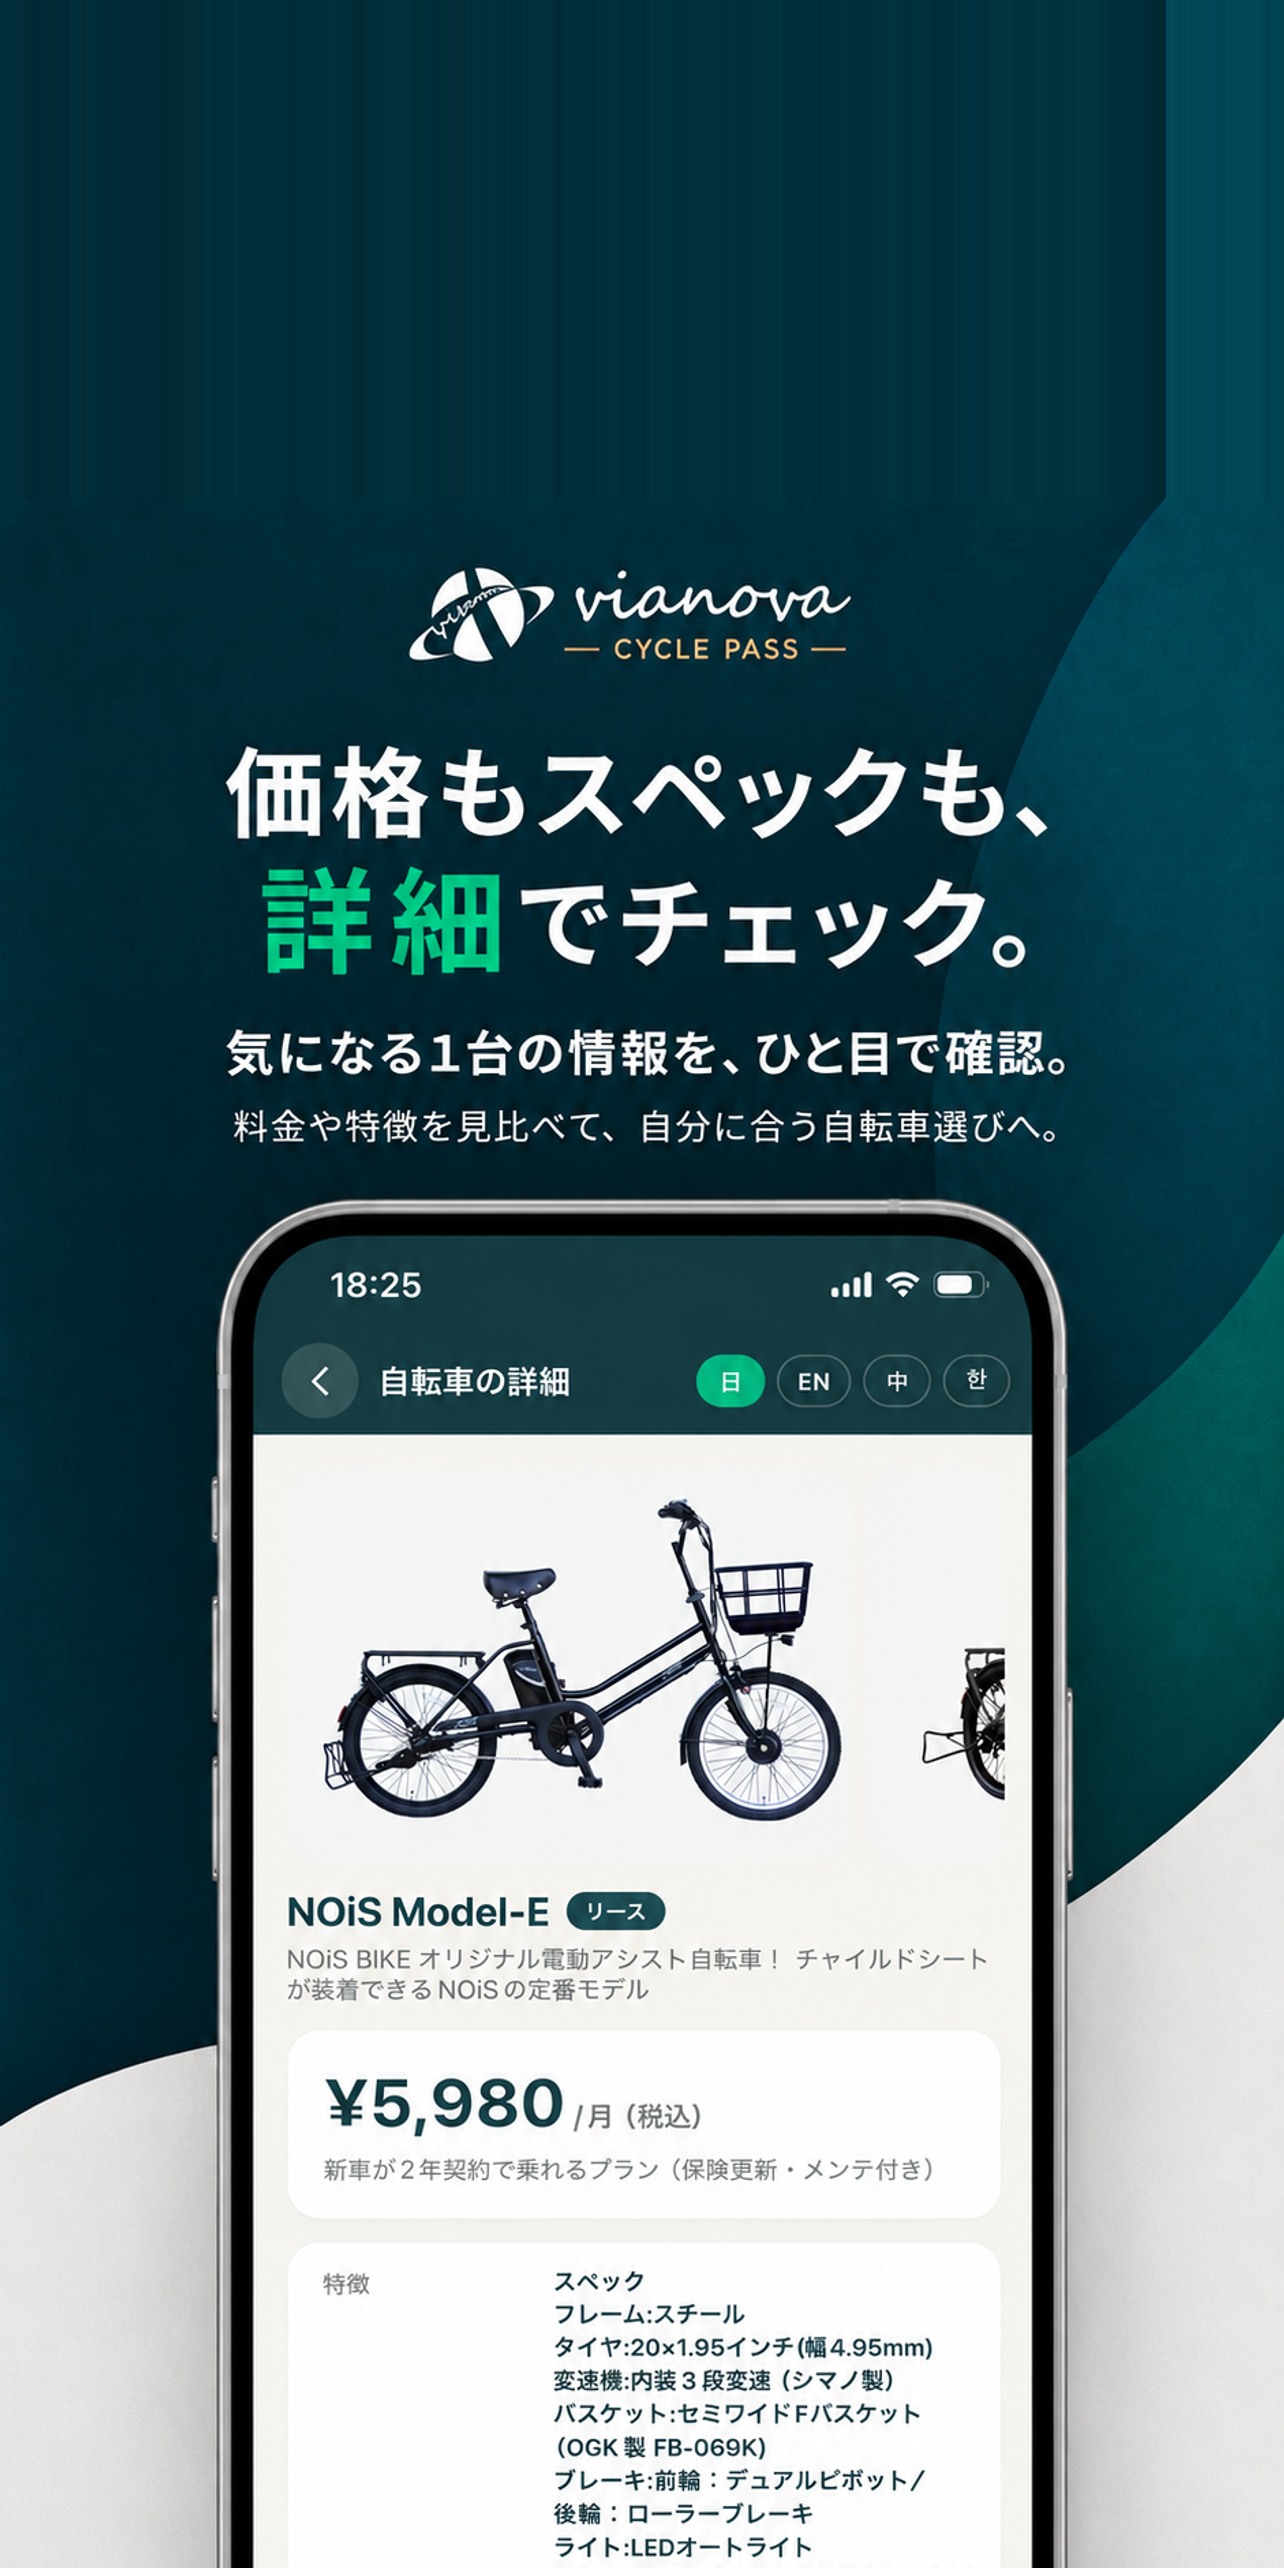 vianova
CYCLE PASS
価格もスペックも、
詳細でチェック。
気になる1台の情報を、ひと目で確認。
料金や特徴を見比べて、自分に合う自転車選びへ。
18:25
自転車の詳細
日 EN 中 한
NOiS Model-E リース
NOiS BIKE オリジナル電動アシスト自転車！ チャイルドシート
が装着できるNOiSの定番モデル
¥5,980 /月（税込）
新車が2年契約で乗れるプラン（保険更新・メンテ付き）
特徴 スペック
フレーム:スチール
タイヤ:20×1.95インチ(幅4.95mm)
変速機:内装3段変速（シマノ製）
バスケット:セミワイドFバスケット
（OGK製 FB-069K)
ブレーキ:前輪：デュアルピボット/
後輪：ローラーブレーキ
ライト:LEDオートライト